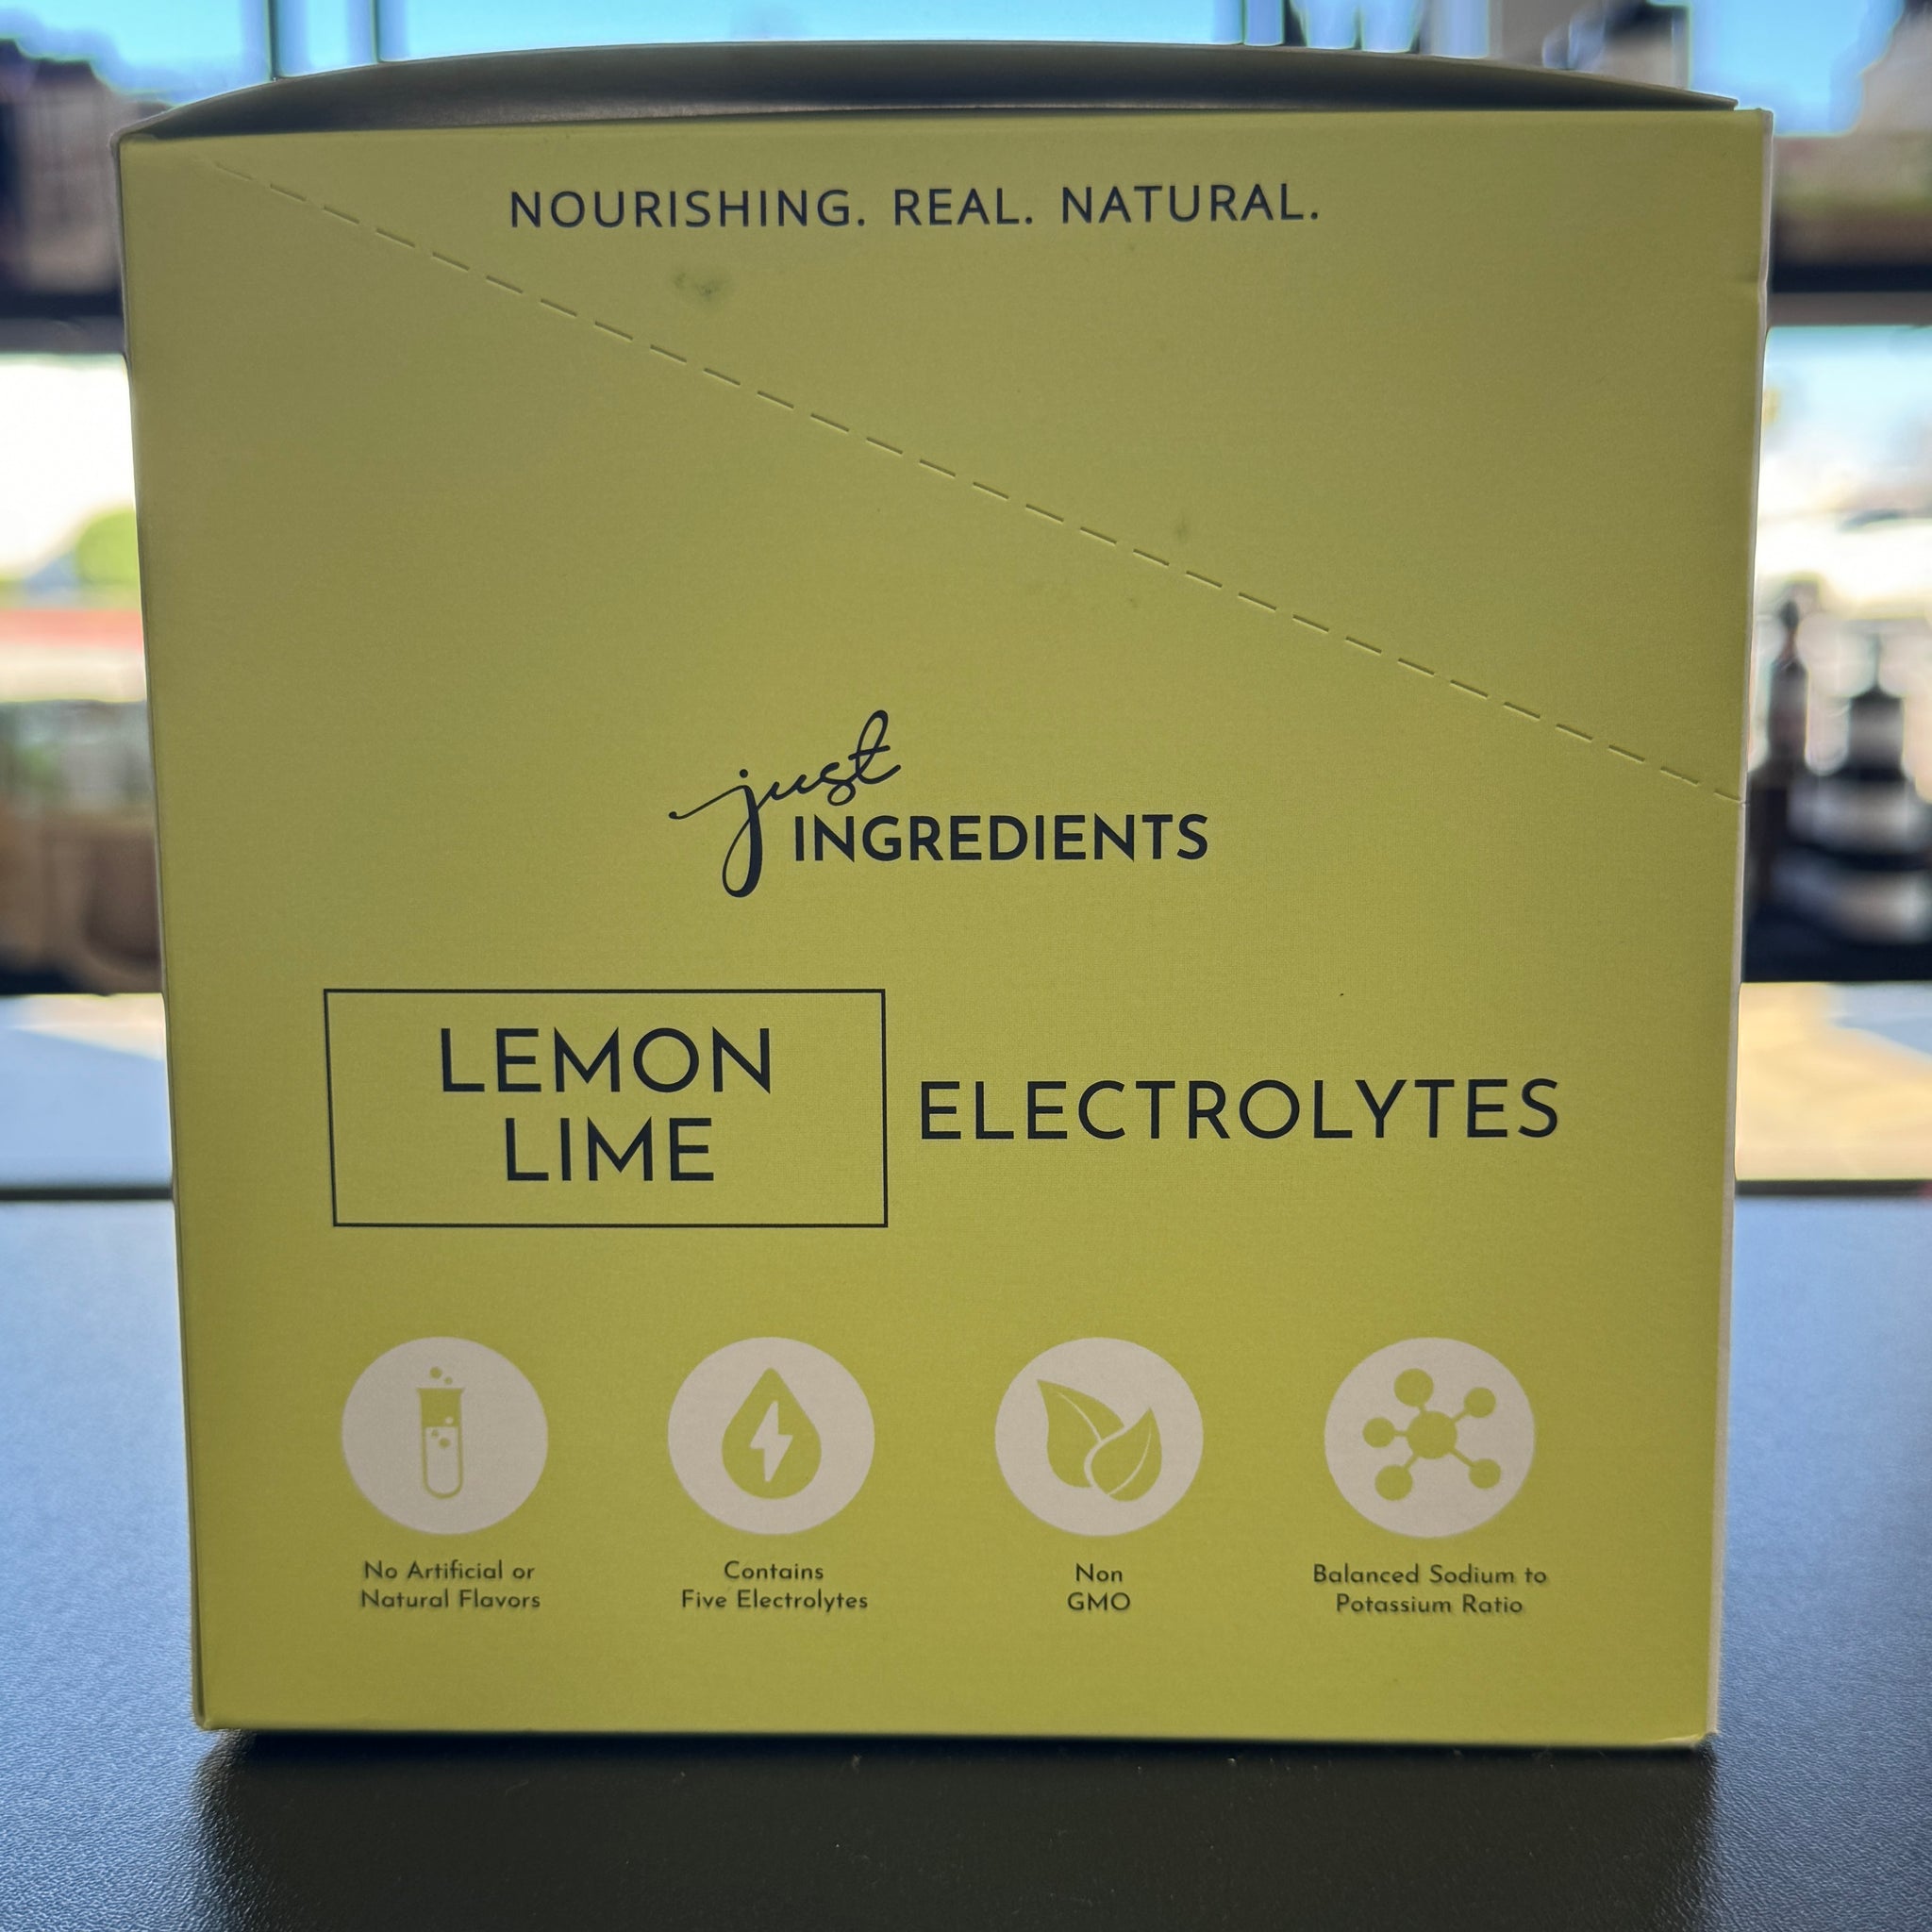 NOURISHING. REAL. NATURAL.
just
INGREDIENTS
LEMON
LIME
ELECTROLYTES
No Artificial or
Natural Flavors
Contains
Five Electrolytes
Non
GMO
Balanced Sodium to
Potassium Ratio